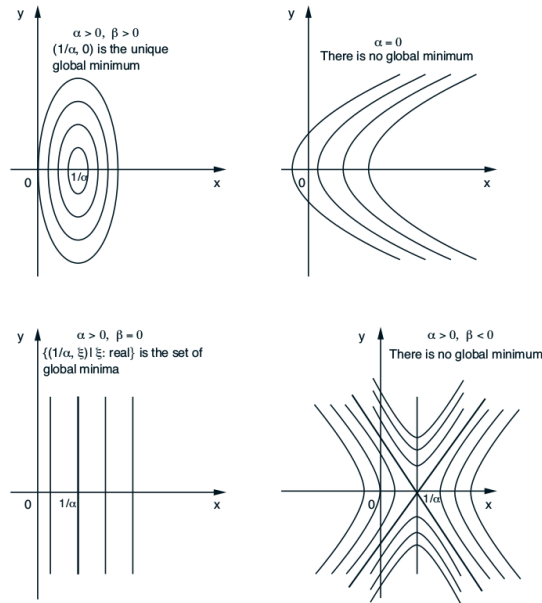 y
α > 0, β > 0
(1/α, 0) is the unique
global minimum
1/α
0
x
y
α = 0
There is no global minimum
0
x
y
α > 0, β = 0
{(1/α, ξ) | ξ: real} is the set of
global minima
0
1/α
x
y
α > 0, β < 0
There is no global minimum
0
1/α
x